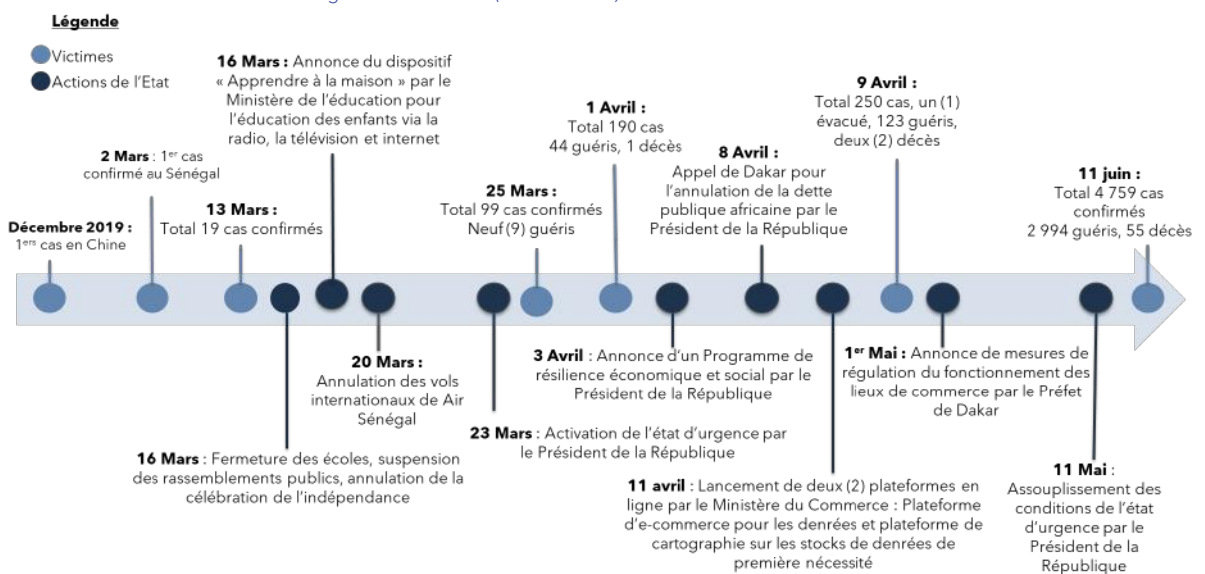 Légende
Victimes
Actions de l'Etat
Décembre 2019 :
1ers cas en Chine
2 Mars : 1er cas
confirmé au Sénégal
13 Mars :
Total 19 cas confirmés
16 Mars : Annonce du dispositif
« Apprendre à la maison » par le
Ministère de l'éducation pour
l'éducation des enfants via la
radio, la télévision et internet
25 Mars :
Total 99 cas confirmés
Neuf (9) guéris
1 Avril :
Total 190 cas
44 guéris, 1 décès
8 Avril :
Appel de Dakar pour
l'annulation de la dette
publique africaine par le
Président de la République
9 Avril :
Total 250 cas, un (1)
évacué, 123 guéris,
deux (2) décès
11 juin :
Total 4 759 cas
confirmés
2 994 guéris, 55 décès
16 Mars : Fermeture des écoles, suspension
des rassemblements publics, annulation de la
célébration de l'indépendance
20 Mars :
Annulation des vols
internationaux de Air
Sénégal
23 Mars : Activation de l'état d'urgence par
le Président de la République
3 Avril : Annonce d'un Programme de
résilience économique et social par le
Président de la République
11 avril : Lancement de deux (2) plateformes en
ligne par le Ministère du Commerce : Plateforme
d'e-commerce pour les denrées et plateforme de
cartographie sur les stocks de denrées de
première nécessité
1er Mai : Annonce de mesures de
régulation du fonctionnement des
lieux de commerce par le Préfet
de Dakar
11 Mai :
Assouplissement des
conditions de l'état
d'urgence par le
Président de la
République